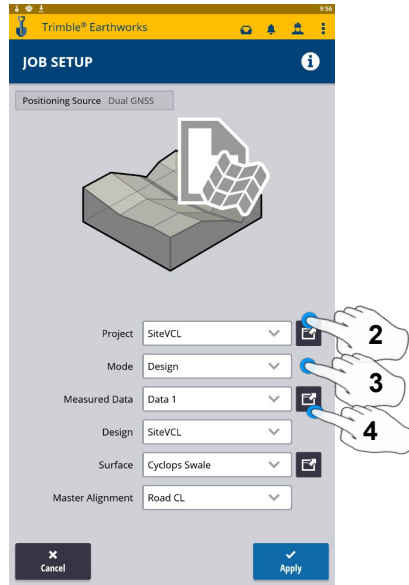 9:56
Trimble® Earthworks
JOB SETUP
Positioning Source Dual GNSS
Project SiteVCL
2
Mode Design
3
Measured Data Data 1
4
Design SiteVCL
Surface Cyclops Swale
Master Alignment Road CL
Cancel
Apply